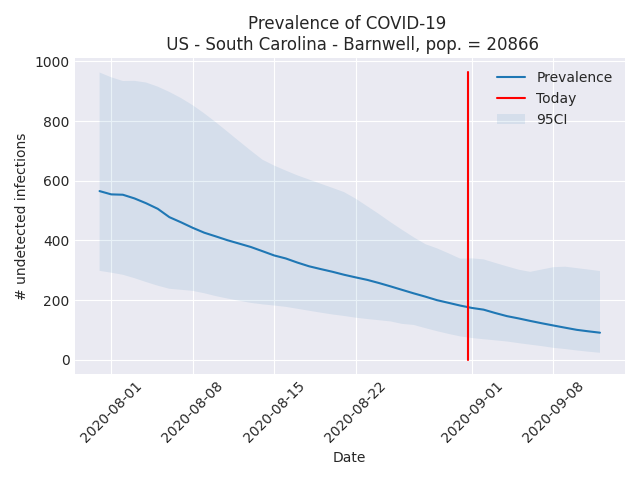 Prevalence of COVID-19
US - South Carolina - Barnwell, pop. = 20866
1000
800
600
400
200
0
# undetected infections
Prevalence
Today
95CI
2020-08-01
2020-08-08
2020-08-15
2020-08-22
2020-09-01
2020-09-08
Date